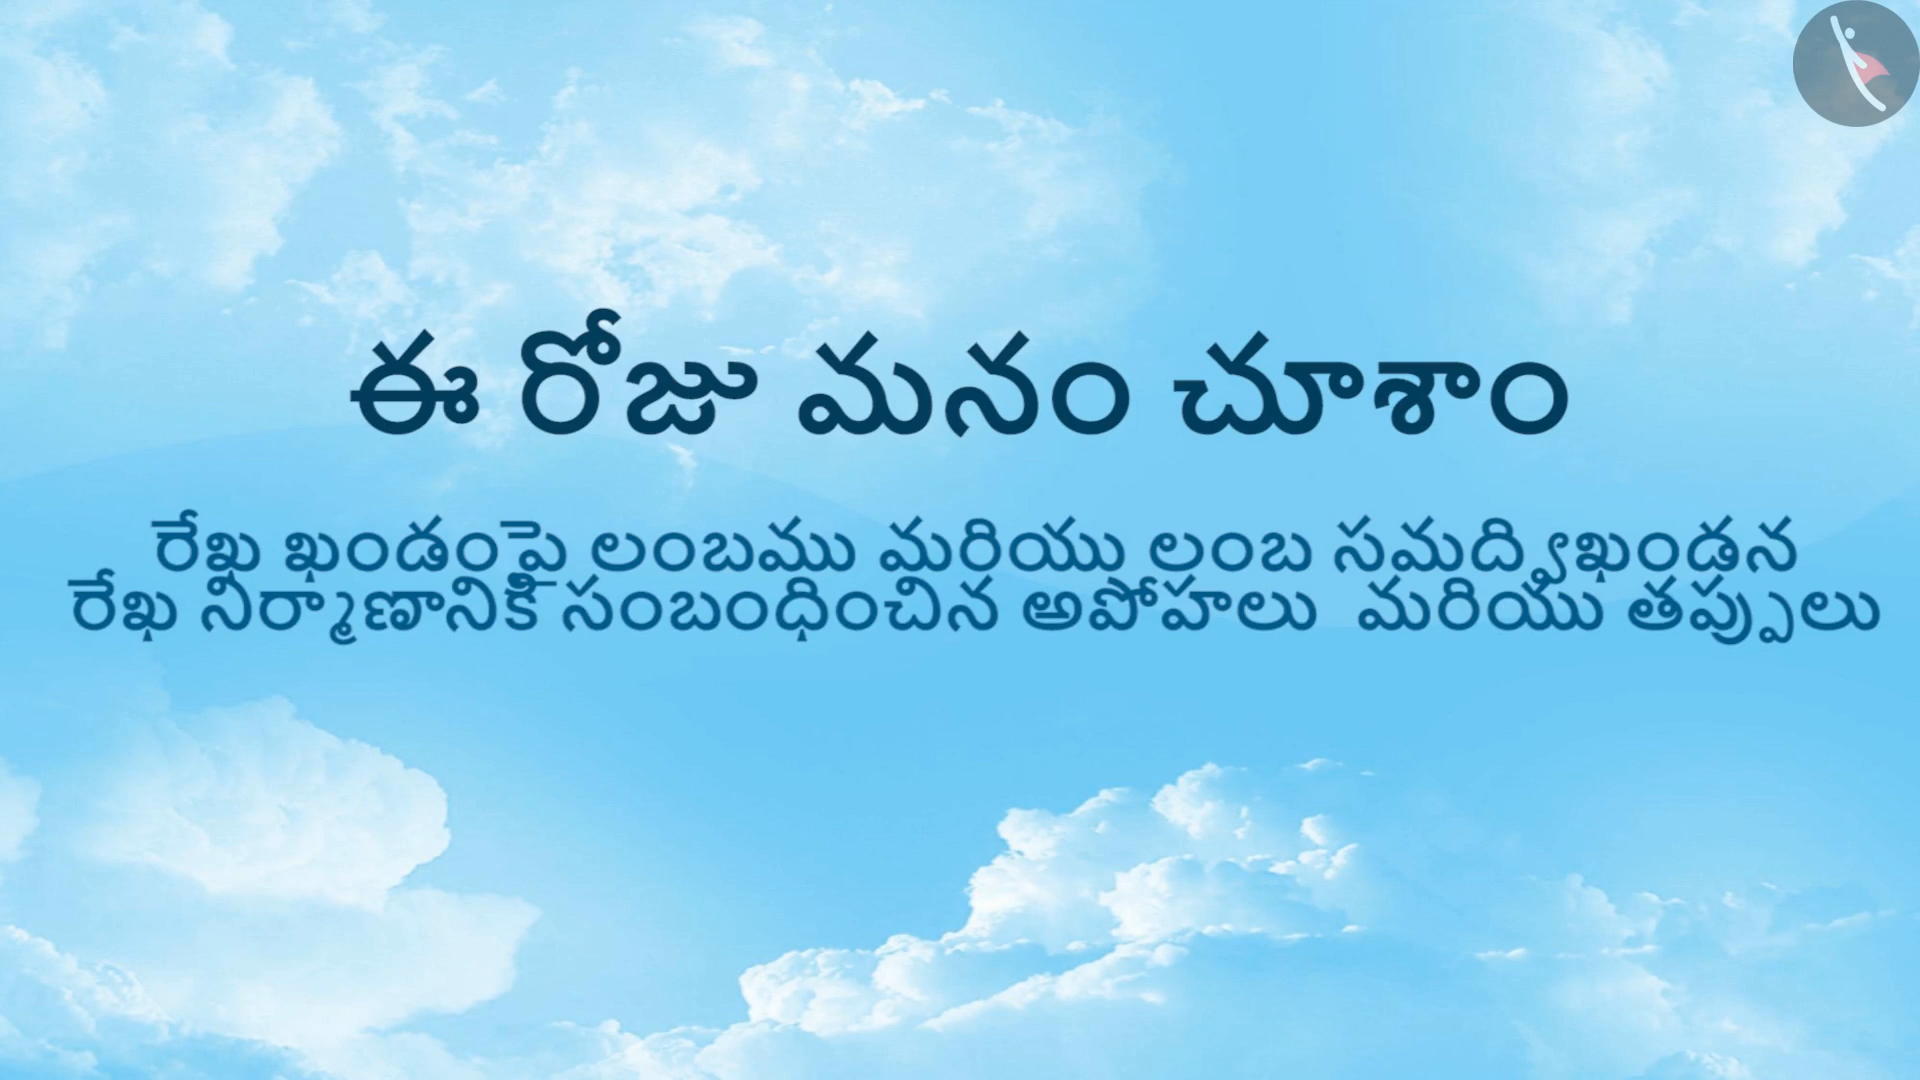 ఈ రోజు మనం చూశాం
రేఖ ఖండంపై లంబము మరియు లంబ సమద్విఖండన
రేఖ నిర్మాణానికి సంబంధించిన అపోహలు మరియు తప్పులు